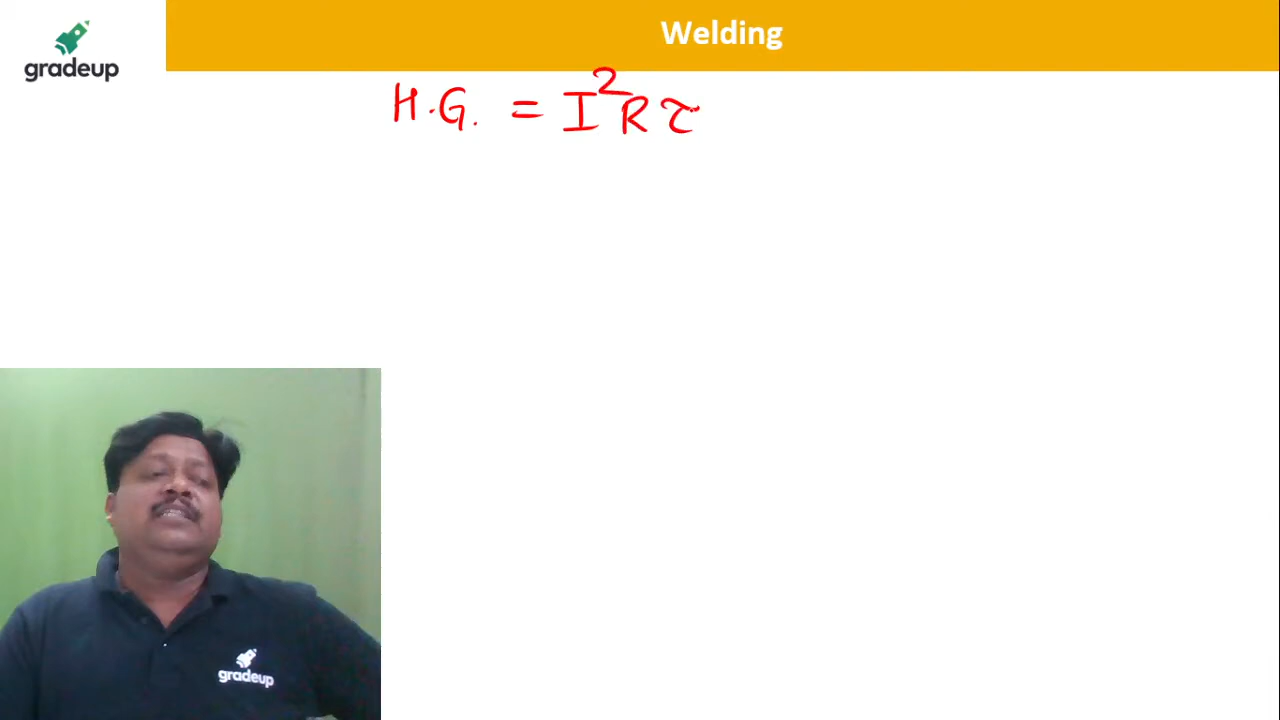 Welding
gradeup
H.G. = I²Rτ
gradeup